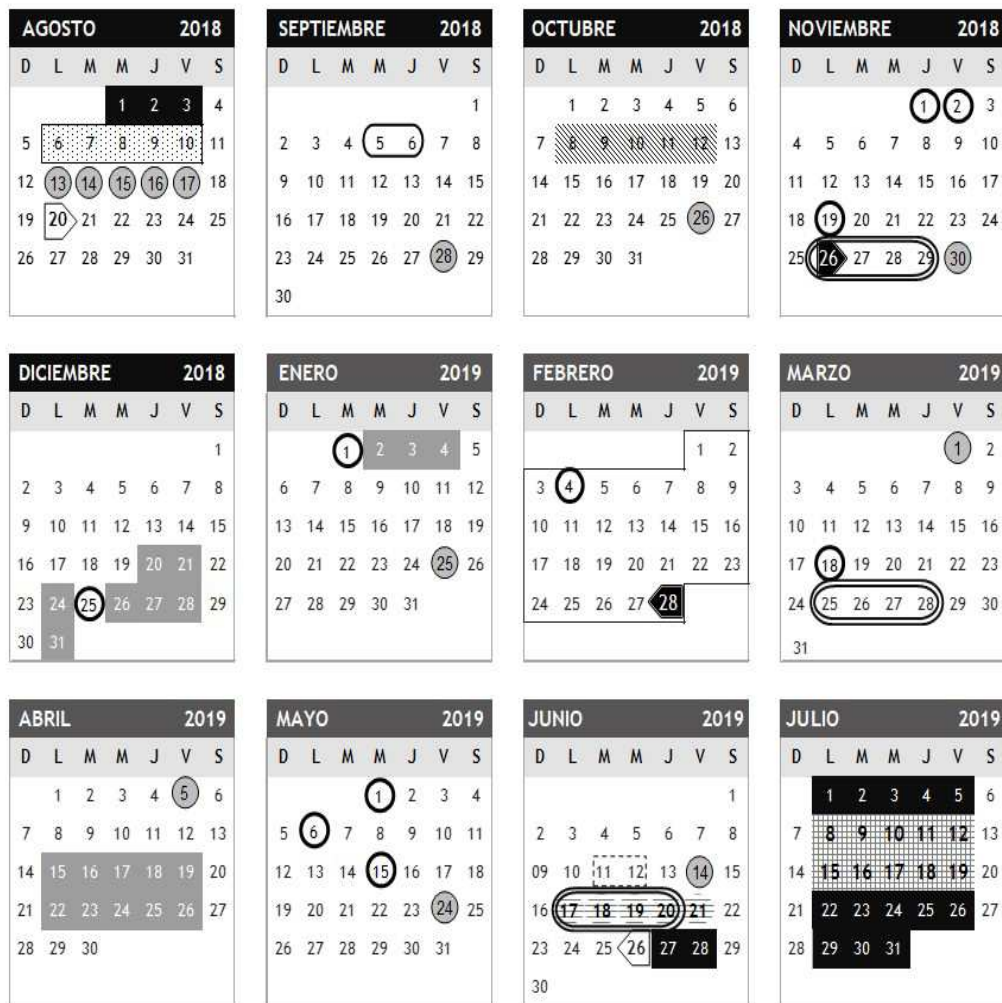 AGOSTO 2018
D L M M J V S
1 2 3 4
5 6 7 8 9 10 11
12 13 14 15 16 17 18
19 20 21 22 23 24 25
26 27 28 29 30 31
SEPTIEMBRE 2018
D L M M J V S
1
2 3 4 5 6 7 8
9 10 11 12 13 14 15
16 17 18 19 20 21 22
23 24 25 26 27 28 29
30
OCTUBRE 2018
D L M M J V S
1 2 3 4 5 6
7 8 9 10 11 12 13
14 15 16 17 18 19 20
21 22 23 24 25 26 27
28 29 30 31
NOVIEMBRE 2018
D L M M J V S
1 2 3
4 5 6 7 8 9 10
11 12 13 14 15 16 17
18 19 20 21 22 23 24
25 26 27 28 29 30
DICIEMBRE 2018
D L M M J V S
1
2 3 4 5 6 7 8
9 10 11 12 13 14 15
16 17 18 19 20 21 22
23 24 25 26 27 28 29
30 31
ENERO 2019
D L M M J V S
1 2 3 4 5
6 7 8 9 10 11 12
13 14 15 16 17 18 19
20 21 22 23 24 25 26
27 28 29 30 31
FEBRERO 2019
D L M M J V S
1 2
3 4 5 6 7 8 9
10 11 12 13 14 15 16
17 18 19 20 21 22 23
24 25 26 27 28
MARZO 2019
D L M M J V S
1 2
3 4 5 6 7 8 9
10 11 12 13 14 15 16
17 18 19 20 21 22 23
24 25 26 27 28 29 30
31
ABRIL 2019
D L M M J V S
1 2 3 4 5 6
7 8 9 10 11 12 13
14 15 16 17 18 19 20
21 22 23 24 25 26 27
28 29 30
MAYO 2019
D L M M J V S
1 2 3 4
5 6 7 8 9 10 11
12 13 14 15 16 17 18
19 20 21 22 23 24 25
26 27 28 29 30 31
JUNIO 2019
D L M M J V S
1
2 3 4 5 6 7 8
09 10 11 12 13 14 15
16 17 18 19 20 21 22
23 24 25 26 27 28 29
30
JULIO 2019
D L M M J V S
1 2 3 4 5 6
7 8 9 10 11 12 13
14 15 16 17 18 19 20
21 22 23 24 25 26 27
28 29 30 31